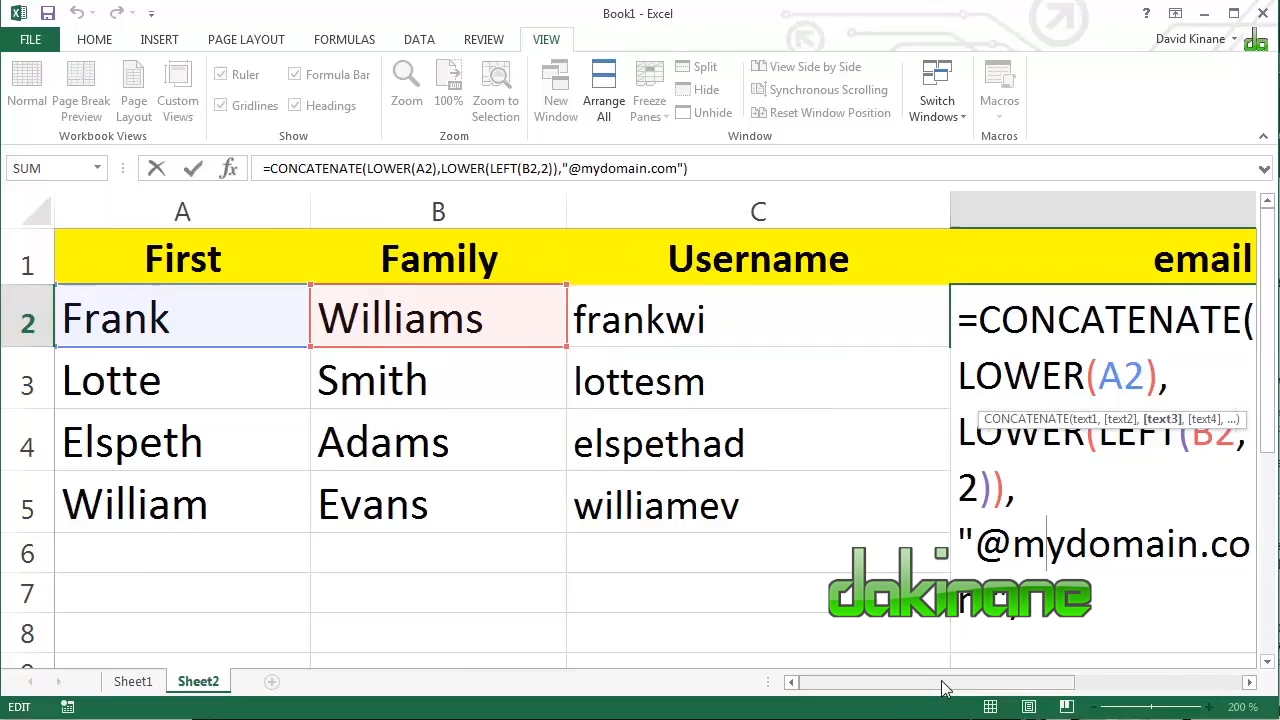 Book1 - Excel
?
FILE HOME INSERT PAGE LAYOUT FORMULAS DATA REVIEW VIEW David Kinane
Normal Page Break Preview Page Layout Custom Views
Workbook Views
Ruler Formula Bar
Gridlines Headings
Show
Zoom 100% Zoom to Selection
Zoom
New Window Arrange All Freeze Panes
Split
Hide
Unhide
View Side by Side
Synchronous Scrolling
Reset Window Position
Switch Windows
Window
Macros
Macros
SUM fx =CONCATENATE(LOWER(A2),LOWER(LEFT(B2,2)),"@mydomain.com")
A B C
1 First Family Username email
2 Frank Williams frankwi =CONCATENATE(
LOWER(A2),
3 Lotte Smith lottesm
CONCATENATE(text1, [text2], [text3], [text4], ...)
LOWER(LEFT(B2,
4 Elspeth Adams elspethad
2)),
5 William Evans williamev
"@mydomain.co
6
dakinane
7
8
Sheet1 Sheet2
EDIT 200 %